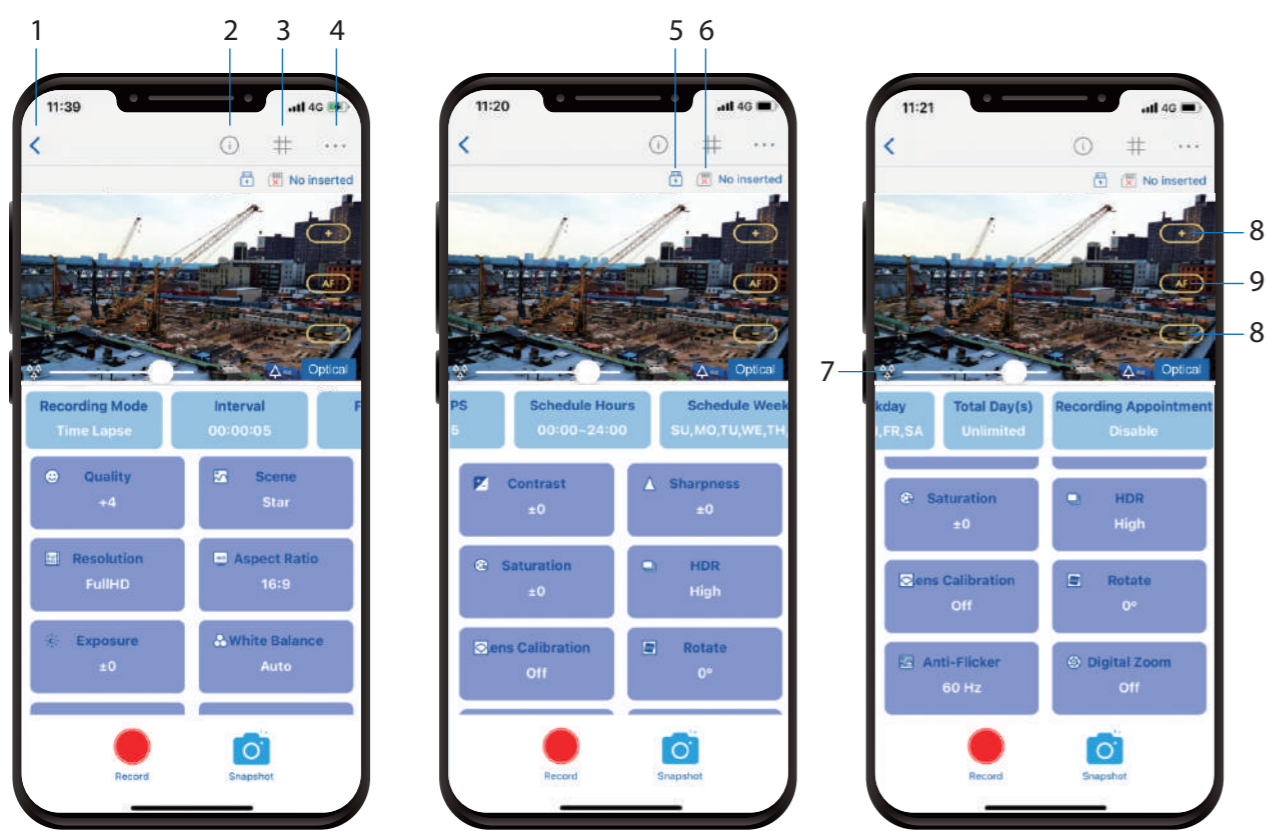 1 2 3 4 5 6
11:39 4G
No inserted
+
AF
−
Optical
Recording Mode
Time Lapse
Interval
00:00:05
F
Quality
+4
Scene
Star
Resolution
FullHD
Aspect Ratio
16:9
Exposure
±0
White Balance
Auto
Record
Snapshot
11:20 4G
No inserted
+
AF
−
Optical
PS
5
Schedule Hours
00:00~24:00
Schedule Week
SU,MO,TU,WE,TH,
Contrast
±0
Sharpness
±0
Saturation
±0
HDR
High
ens Calibration
Off
Rotate
0°
Record
Snapshot
11:21 4G
No inserted
+ 8
AF 9
− 8
7
Optical
kday
,FR,SA
Total Day(s)
Unlimited
Recording Appointment
Disable
Saturation
±0
HDR
High
ens Calibration
Off
Rotate
0°
Anti-Flicker
60 Hz
Digital Zoom
Off
Record
Snapshot